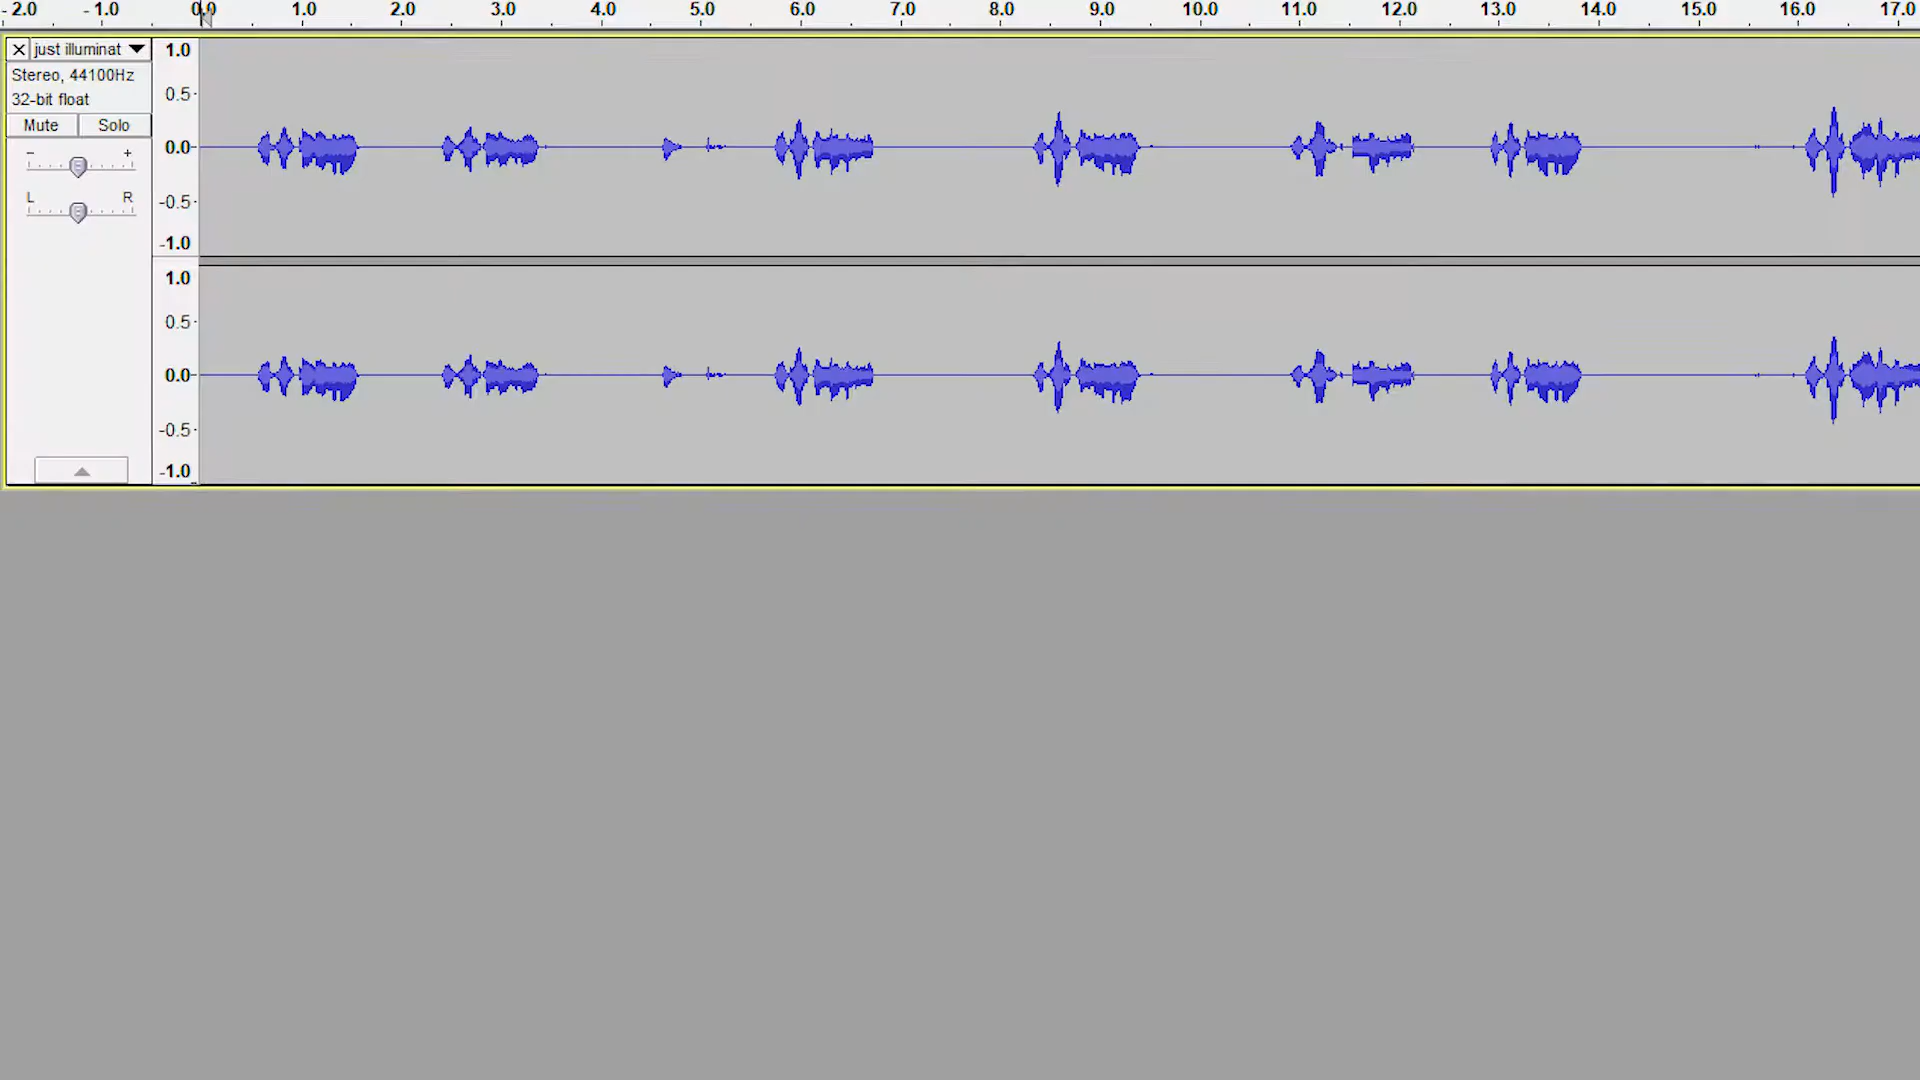 - 2.0 - 1.0 0.0 1.0 2.0 3.0 4.0 5.0 6.0 7.0 8.0 9.0 10.0 11.0 12.0 13.0 14.0 15.0 16.0 17.0
just illuminat
Stereo, 44100Hz
32-bit float
Mute Solo
- +
L R
1.0
0.5
0.0
-0.5
-1.0
1.0
0.5
0.0
-0.5
-1.0